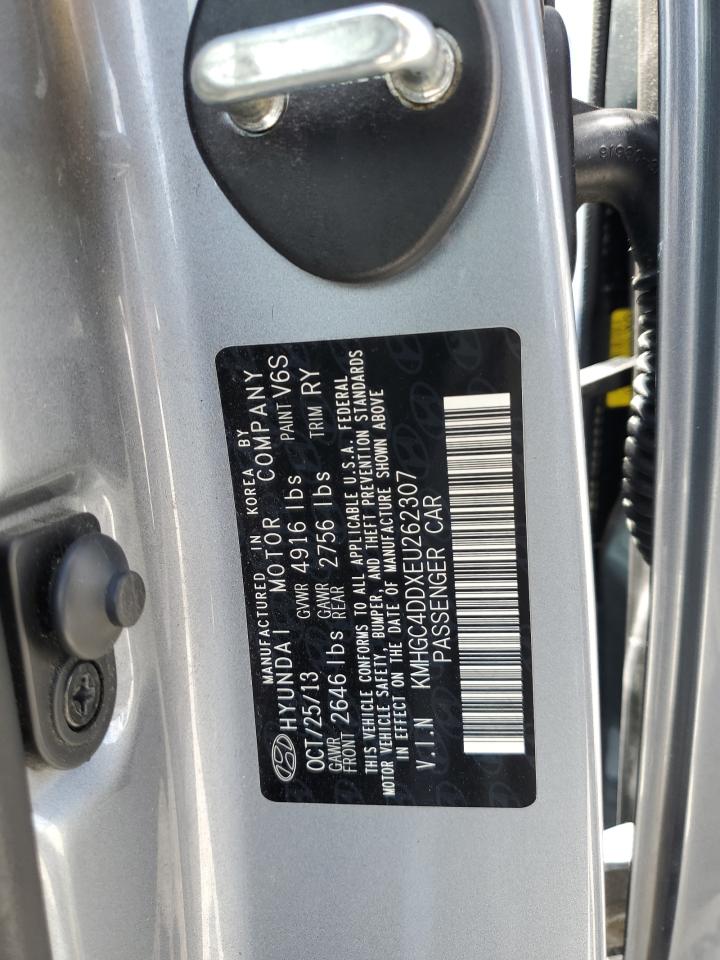 MANUFACTURED IN KOREA BY
HYUNDAI MOTOR COMPANY
OCT/25/13 GVWR 4916 lbs PAINT V6S
GAWR FRONT 2646 lbs GAWR REAR 2756 lbs TRIM RY
THIS VEHICLE CONFORMS TO ALL APPLICABLE U.S.A. FEDERAL
MOTOR VEHICLE SAFETY, BUMPER, AND THEFT PREVENTION STANDARDS
IN EFFECT ON THE DATE OF MANUFACTURE SHOWN ABOVE
V.I.N KMHGC4DDXEU262307
PASSENGER CAR